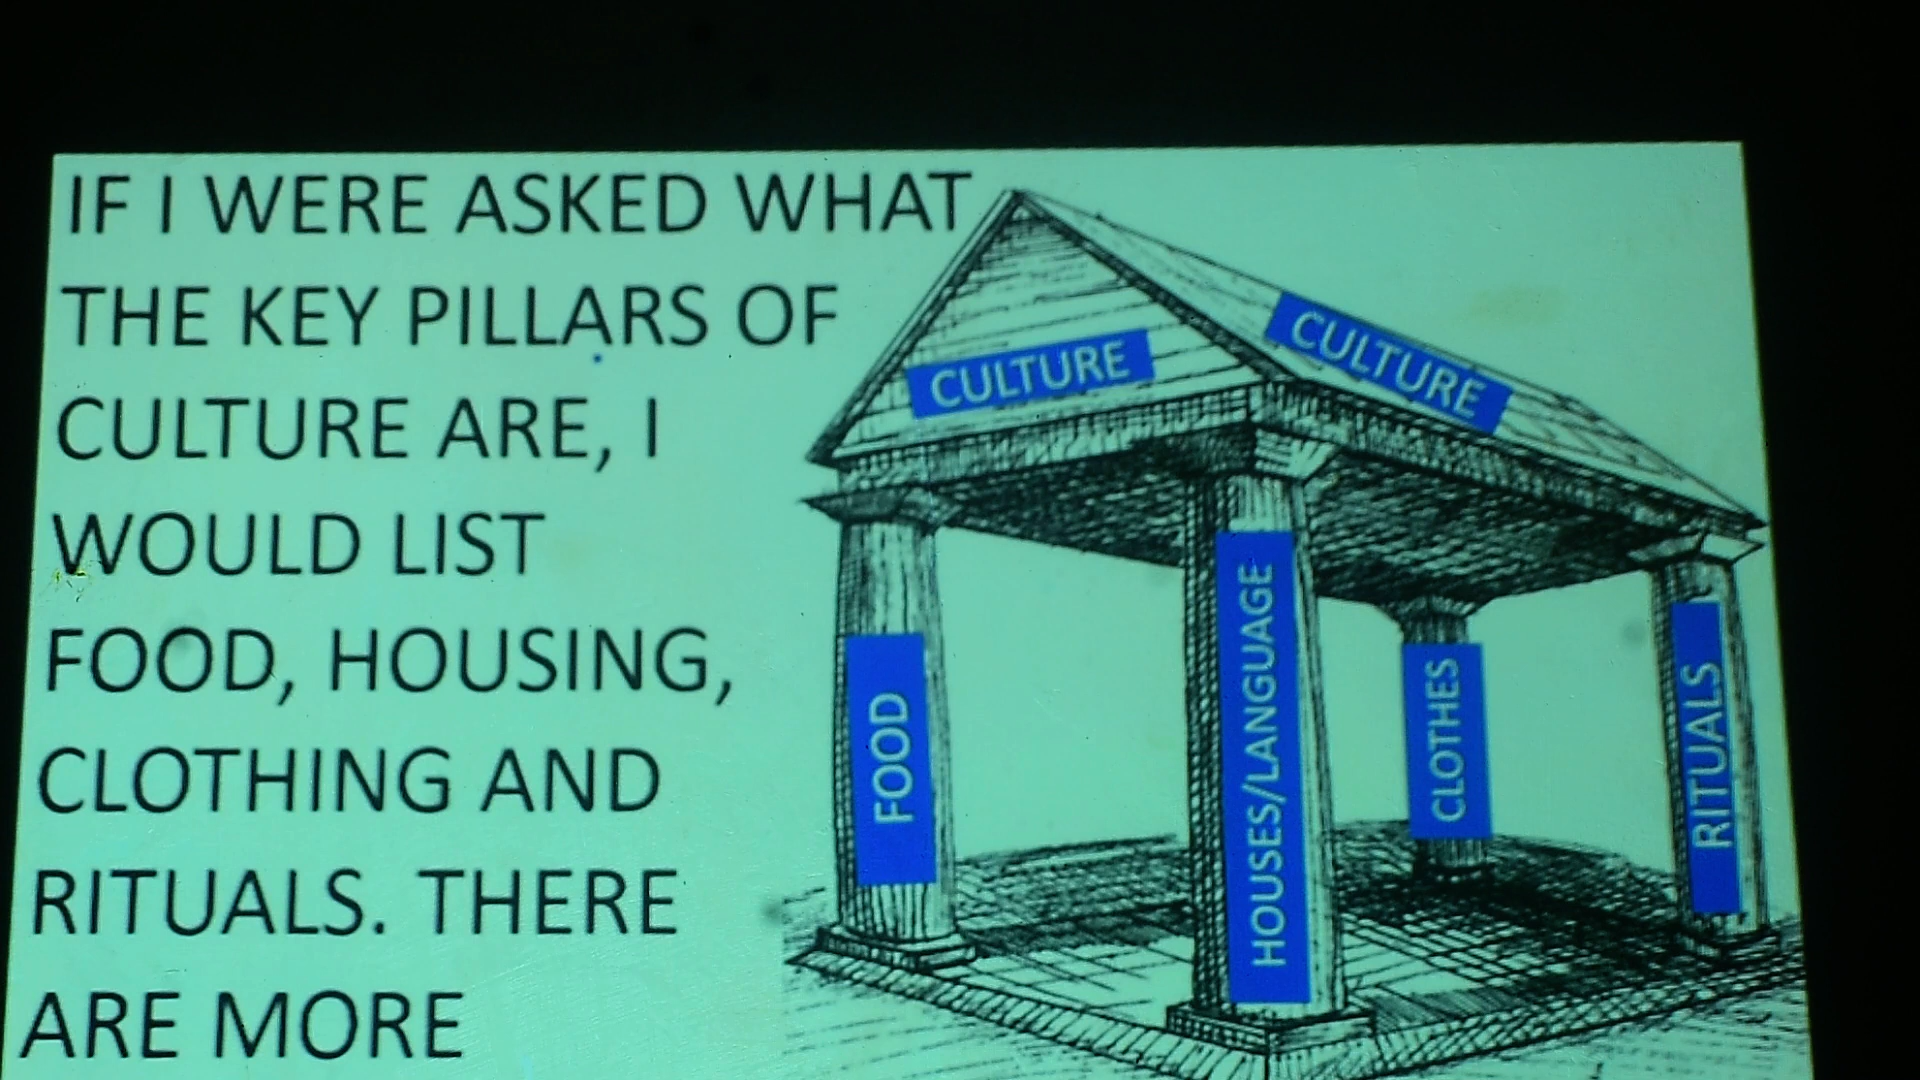 IF I WERE ASKED WHAT
THE KEY PILLARS OF
CULTURE ARE, I
WOULD LIST
FOOD, HOUSING,
CLOTHING AND
RITUALS. THERE
ARE MORE
CULTURE
CULTURE
FOOD
HOUSES/LANGUAGE
CLOTHES
RITUALS